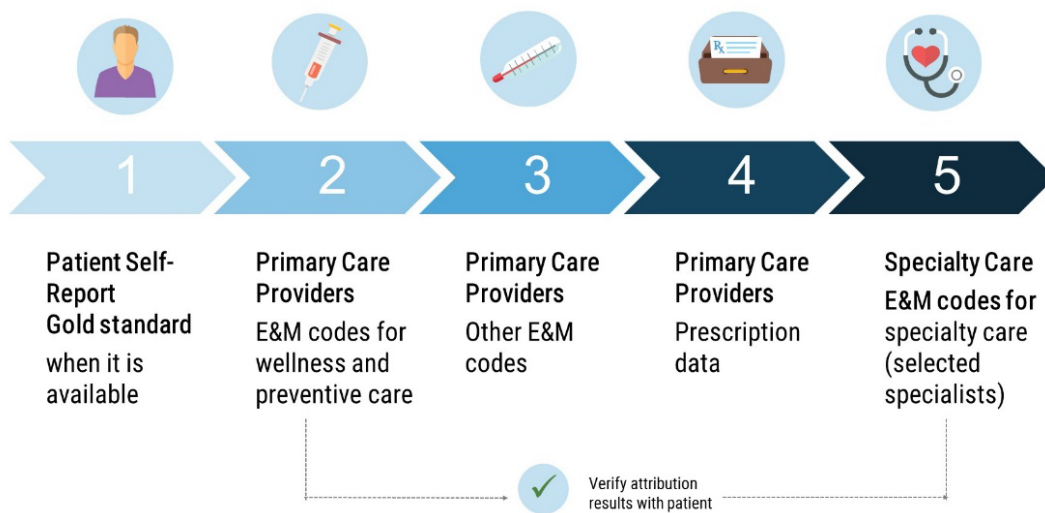 Rx
1
2
3
4
5
Patient Self-
Report
Gold standard
when it is
available
Primary Care
Providers
E&M codes for
wellness and
preventive care
Primary Care
Providers
Other E&M
codes
Primary Care
Providers
Prescription
data
Specialty Care
E&M codes for
specialty care
(selected
specialists)
Verify attribution
results with patient